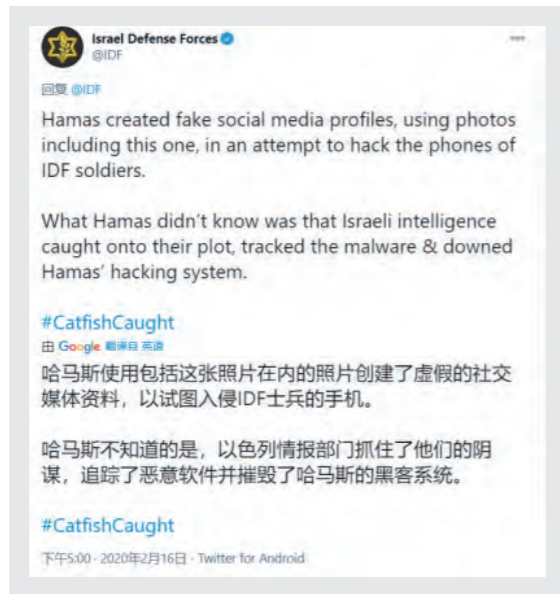 Israel Defense Forces
@IDF
回复 @IDF
Hamas created fake social media profiles, using photos
including this one, in an attempt to hack the phones of
IDF soldiers.
What Hamas didn't know was that Israeli intelligence
caught onto their plot, tracked the malware & downed
Hamas' hacking system.
#CatfishCaught
由 Google 翻译自 英语
哈马斯使用包括这张照片在内的照片创建了虚假的社交
媒体资料，以试图入侵IDF士兵的手机。
哈马斯不知道的是，以色列情报部门抓住了他们的阴
谋，追踪了恶意软件并摧毁了哈马斯的黑客系统。
#CatfishCaught
下午5:00 · 2020年2月16日 · Twitter for Android